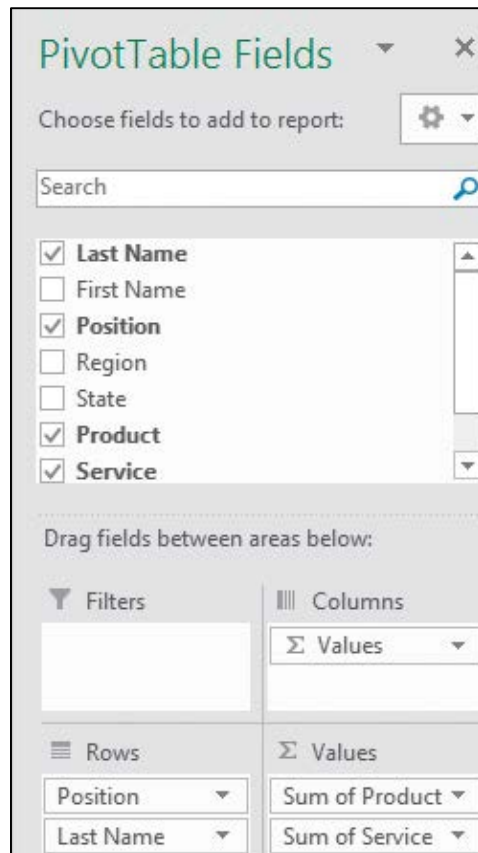 PivotTable Fields
Choose fields to add to report:
Search
Last Name
First Name
Position
Region
State
Product
Service
Drag fields between areas below:
Filters
Columns
Σ Values
Rows
Σ Values
Position
Sum of Product
Last Name
Sum of Service